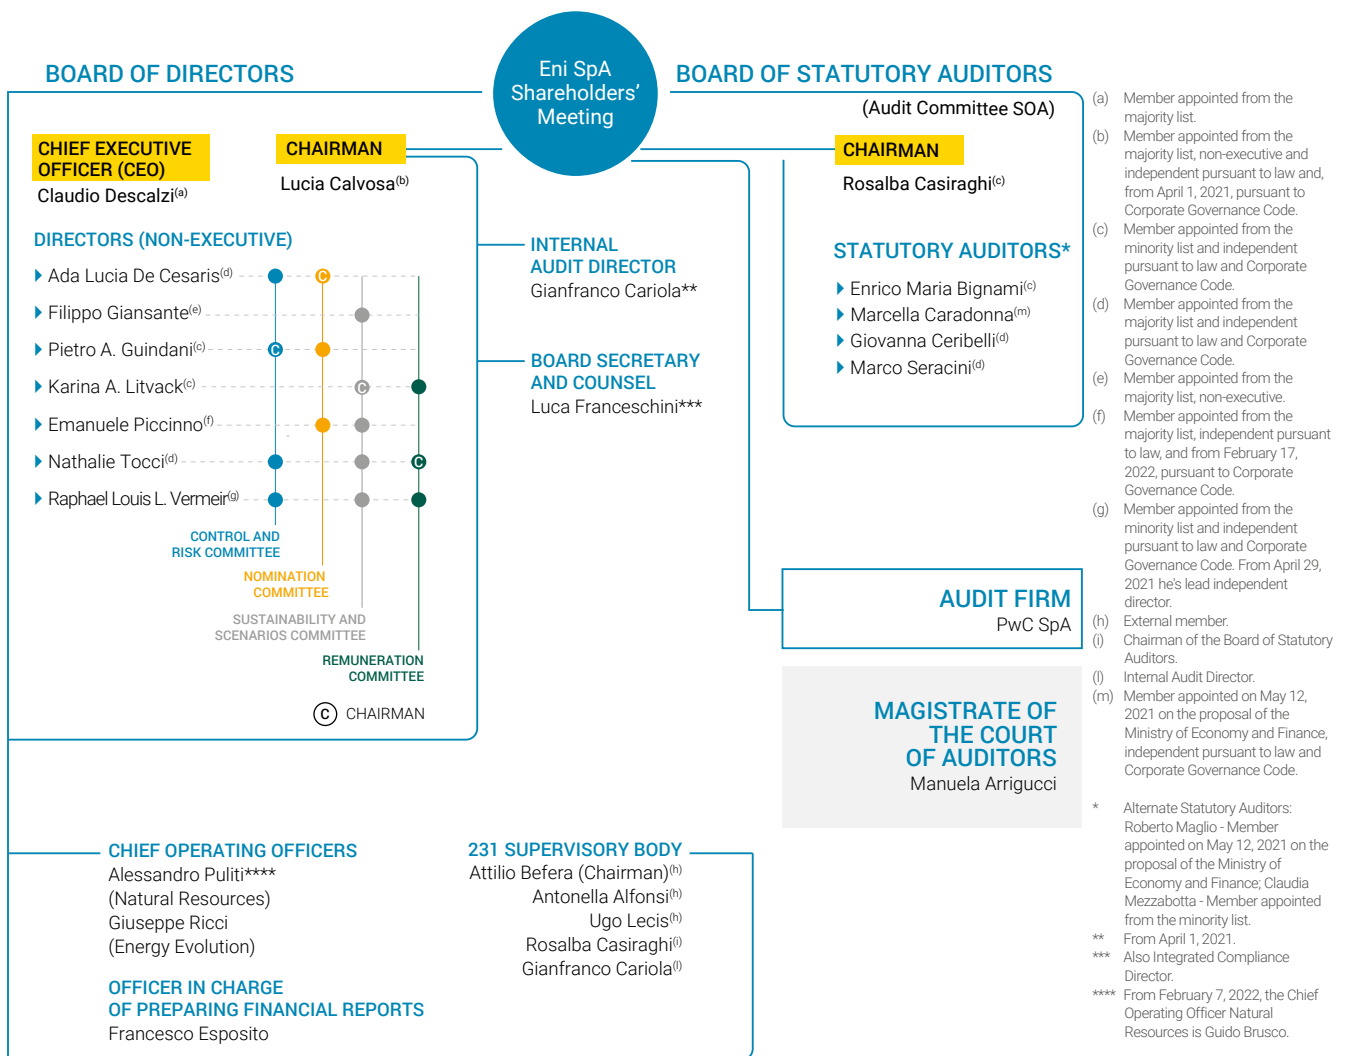 Eni SpA
Shareholders'
Meeting
BOARD OF DIRECTORS
CHIEF EXECUTIVE
OFFICER (CEO)
Claudio Descalzi(a)
CHAIRMAN
Lucia Calvosa(b)
DIRECTORS (NON-EXECUTIVE)
Ada Lucia De Cesaris(d)
C
Filippo Giansante(e)
Pietro A. Guindani(c)
C
Karina A. Litvack(c)
C
Emanuele Piccinno(f)
Nathalie Tocci(d)
C
Raphael Louis L. Vermeir(g)
CONTROL AND
RISK COMMITTEE
NOMINATION
COMMITTEE
SUSTAINABILITY AND
SCENARIOS COMMITTEE
REMUNERATION
COMMITTEE
C CHAIRMAN
INTERNAL
AUDIT DIRECTOR
Gianfranco Cariola**
BOARD SECRETARY
AND COUNSEL
Luca Franceschini***
BOARD OF STATUTORY AUDITORS
(Audit Committee SOA)
CHAIRMAN
Rosalba Casiraghi(c)
STATUTORY AUDITORS*
Enrico Maria Bignami(c)
Marcella Caradonna(m)
Giovanna Ceribelli(d)
Marco Seracini(d)
AUDIT FIRM
PwC SpA
MAGISTRATE OF
THE COURT
OF AUDITORS
Manuela Arrigucci
CHIEF OPERATING OFFICERS
Alessandro Puliti****
(Natural Resources)
Giuseppe Ricci
(Energy Evolution)
OFFICER IN CHARGE
OF PREPARING FINANCIAL REPORTS
Francesco Esposito
231 SUPERVISORY BODY
Attilio Befera (Chairman)(h)
Antonella Alfonsi(h)
Ugo Lecis(h)
Rosalba Casiraghi(i)
Gianfranco Cariola(l)
(a) Member appointed from the
majority list.
(b) Member appointed from the
majority list, non-executive and
independent pursuant to law and,
from April 1, 2021, pursuant to
Corporate Governance Code.
(c) Member appointed from the
minority list and independent
pursuant to law and Corporate
Governance Code.
(d) Member appointed from the
majority list and independent
pursuant to law and Corporate
Governance Code.
(e) Member appointed from the
majority list, non-executive.
(f) Member appointed from the
majority list, independent pursuant
to law, and from February 17,
2022, pursuant to Corporate
Governance Code.
(g) Member appointed from the
minority list and independent
pursuant to law and Corporate
Governance Code. From April 29,
2021 he's lead independent
director.
(h) External member.
(i) Chairman of the Board of Statutory
Auditors.
(l) Internal Audit Director.
(m) Member appointed on May 12,
2021 on the proposal of the
Ministry of Economy and Finance,
independent pursuant to law and
Corporate Governance Code.
* Alternate Statutory Auditors:
Roberto Maglio - Member
appointed on May 12, 2021 on the
proposal of the Ministry of
Economy and Finance; Claudia
Mezzabotta - Member appointed
from the minority list.
** From April 1, 2021.
*** Also Integrated Compliance
Director.
**** From February 7, 2022, the Chief
Operating Officer Natural
Resources is Guido Brusco.